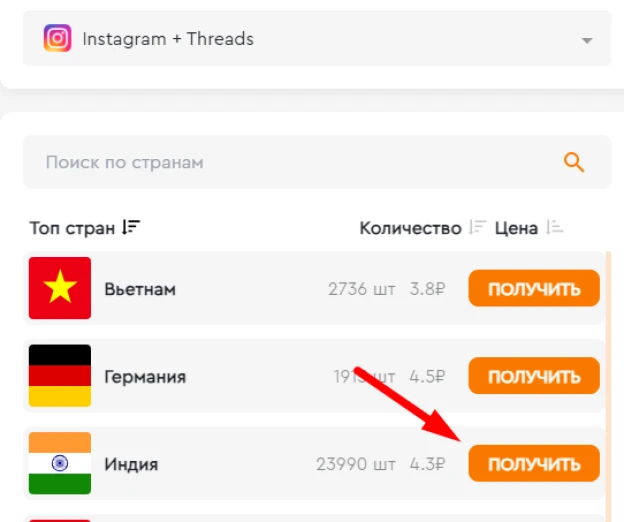 Instagram + Threads
Поиск по странам
Топ стран Количество Цена
Вьетнам 2736 шт 3.8₽ ПОЛУЧИТЬ
Германия шт 4.5₽ ПОЛУЧИТЬ
Индия 23990 шт 4.3₽ ПОЛУЧИТЬ